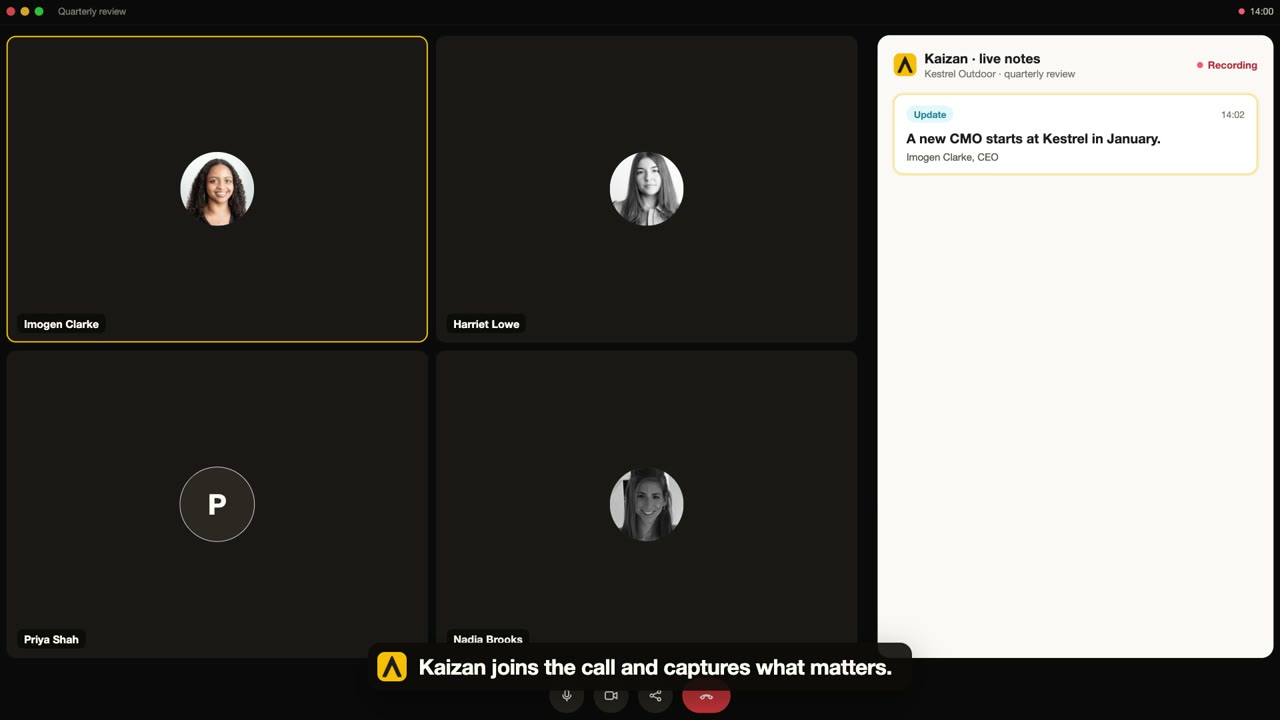 Quarterly review
14:00
Imogen Clarke
Harriet Lowe
P
Priya Shah
Nadia Brooks
Kaizan · live notes
Kestrel Outdoor · quarterly review
Recording
Update
14:02
A new CMO starts at Kestrel in January.
Imogen Clarke, CEO
Kaizan joins the call and captures what matters.